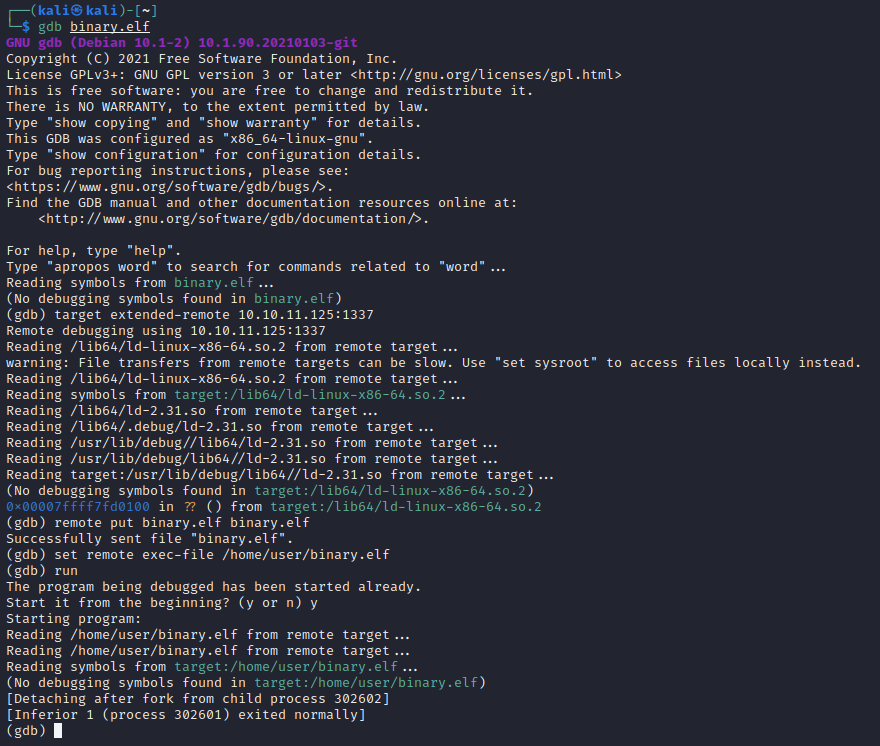 ┌──(kali㉿kali)-[~]
└─$ gdb binary.elf
GNU gdb (Debian 10.1-2) 10.1.90.20210103-git
Copyright (C) 2021 Free Software Foundation, Inc.
License GPLv3+: GNU GPL version 3 or later <http://gnu.org/licenses/gpl.html>
This is free software: you are free to change and redistribute it.
There is NO WARRANTY, to the extent permitted by law.
Type "show copying" and "show warranty" for details.
This GDB was configured as "x86_64-linux-gnu".
Type "show configuration" for configuration details.
For bug reporting instructions, please see:
<https://www.gnu.org/software/gdb/bugs/>.
Find the GDB manual and other documentation resources online at:
    <http://www.gnu.org/software/gdb/documentation/>.

For help, type "help".
Type "apropos word" to search for commands related to "word"...
Reading symbols from binary.elf...
(No debugging symbols found in binary.elf)
(gdb) target extended-remote 10.10.11.125:1337
Remote debugging using 10.10.11.125:1337
Reading /lib64/ld-linux-x86-64.so.2 from remote target...
warning: File transfers from remote targets can be slow. Use "set sysroot" to access files locally instead.
Reading /lib64/ld-linux-x86-64.so.2 from remote target...
Reading symbols from target:/lib64/ld-linux-x86-64.so.2...
Reading /lib64/ld-2.31.so from remote target...
Reading /lib64/.debug/ld-2.31.so from remote target...
Reading /usr/lib/debug//lib64/ld-2.31.so from remote target...
Reading /usr/lib/debug/lib64//ld-2.31.so from remote target...
Reading target:/usr/lib/debug/lib64//ld-2.31.so from remote target...
(No debugging symbols found in target:/lib64/ld-linux-x86-64.so.2)
0x00007ffff7fd0100 in ?? () from target:/lib64/ld-linux-x86-64.so.2
(gdb) remote put binary.elf binary.elf
Successfully sent file "binary.elf".
(gdb) set remote exec-file /home/user/binary.elf
(gdb) run
The program being debugged has been started already.
Start it from the beginning? (y or n) y
Starting program:
Reading /home/user/binary.elf from remote target...
Reading /home/user/binary.elf from remote target...
Reading symbols from target:/home/user/binary.elf...
(No debugging symbols found in target:/home/user/binary.elf)
[Detaching after fork from child process 302602]
[Inferior 1 (process 302601) exited normally]
(gdb)